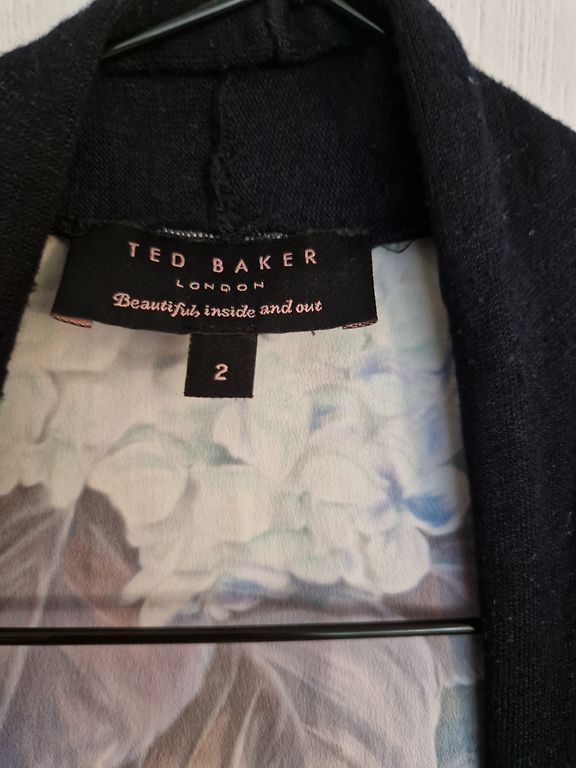 TED BAKER
LONDON
Beautiful, inside and out
2